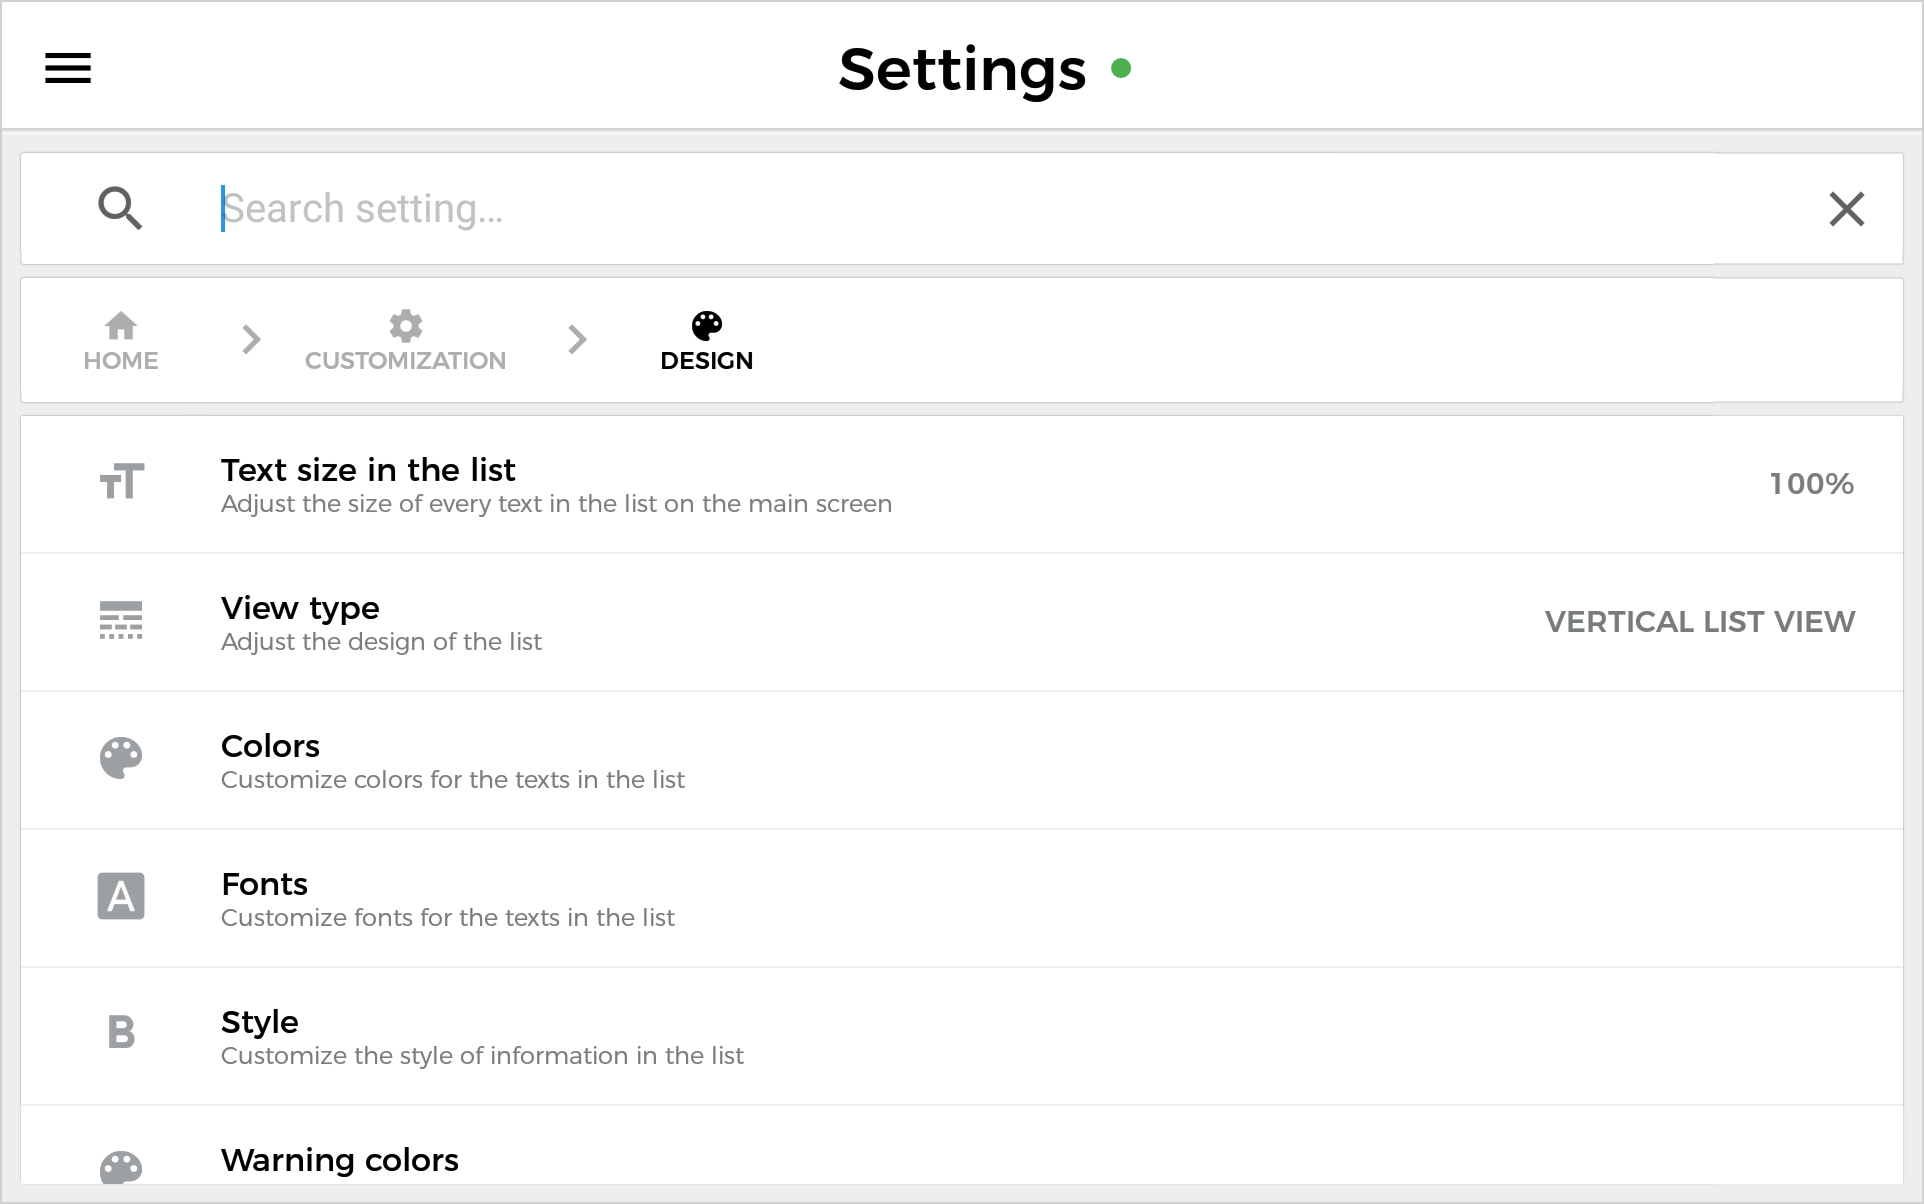 Settings
Search setting...
HOME
CUSTOMIZATION
DESIGN
Text size in the list
Adjust the size of every text in the list on the main screen
100%
View type
Adjust the design of the list
VERTICAL LIST VIEW
Colors
Customize colors for the texts in the list
A
Fonts
Customize fonts for the texts in the list
B
Style
Customize the style of information in the list
Warning colors